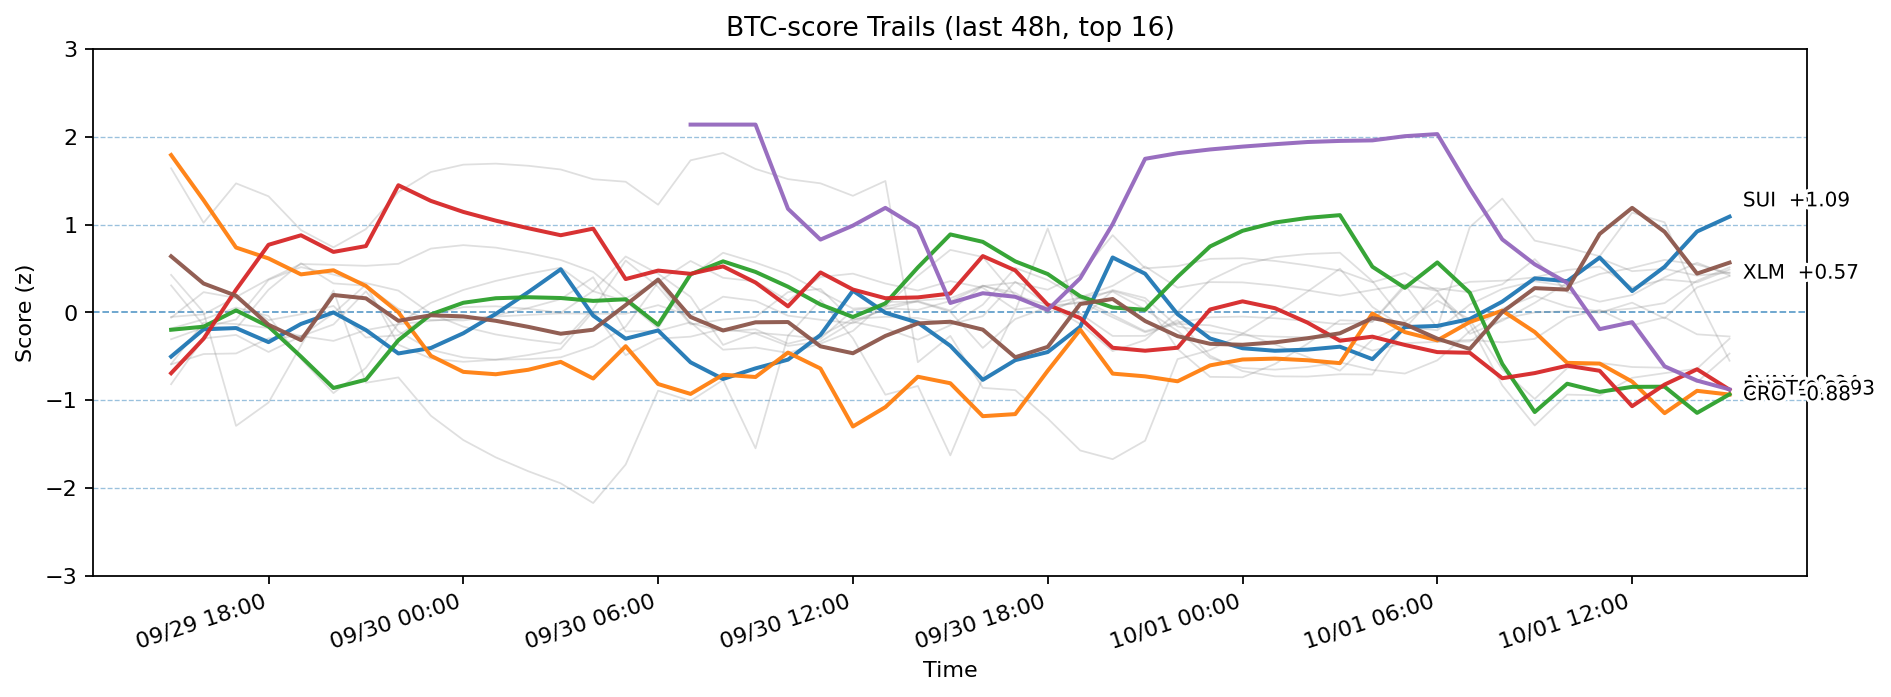 BTC-score Trails (last 48h, top 16)
Score (z)
3
2
1
0
−1
−2
−3
SUI +1.09
XLM +0.57
CRO -0.88
09/29 18:00
09/30 00:00
09/30 06:00
09/30 12:00
09/30 18:00
10/01 00:00
10/01 06:00
10/01 12:00
Time